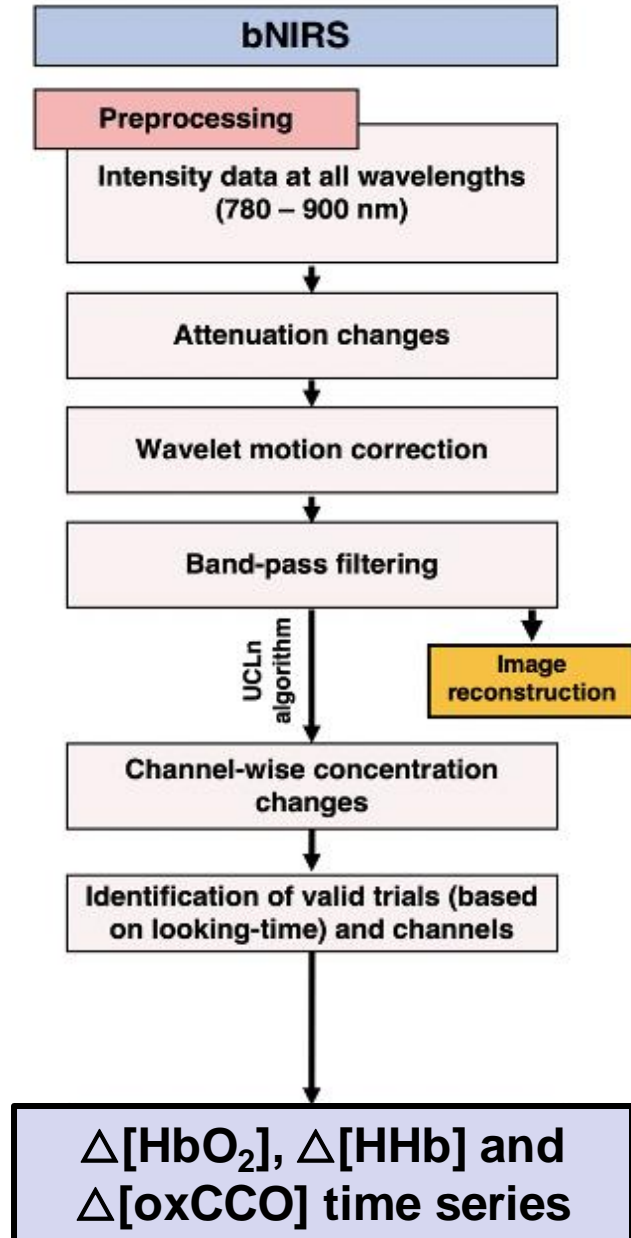 bNIRS
Preprocessing
Intensity data at all wavelengths
(780 – 900 nm)
Attenuation changes
Wavelet motion correction
Band-pass filtering
UCLn
algorithm
Image
reconstruction
Channel-wise concentration
changes
Identification of valid trials (based
on looking-time) and channels
△[HbO₂], △[HHb] and
△[oxCCO] time series